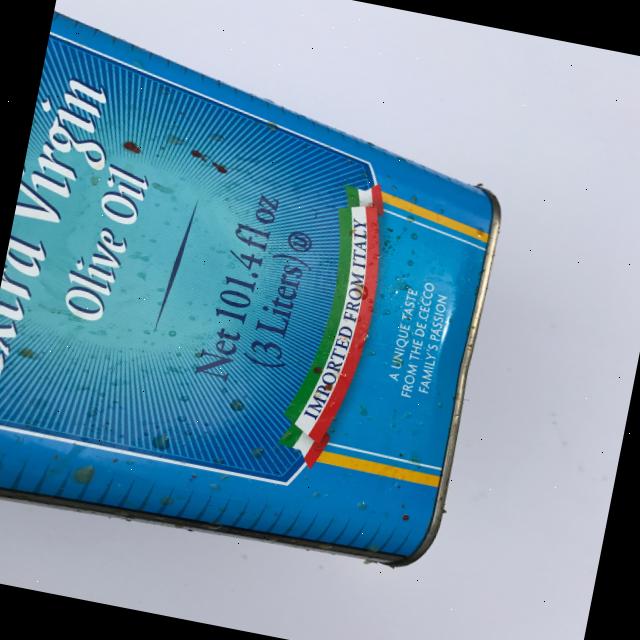 Extra Virgin
Olive Oil
Net 101.4 fl oz
(3 Liters) @
IMPORTED FROM ITALY
A UNIQUE TASTE
FROM THE DE CECCO
FAMILY'S PASSION